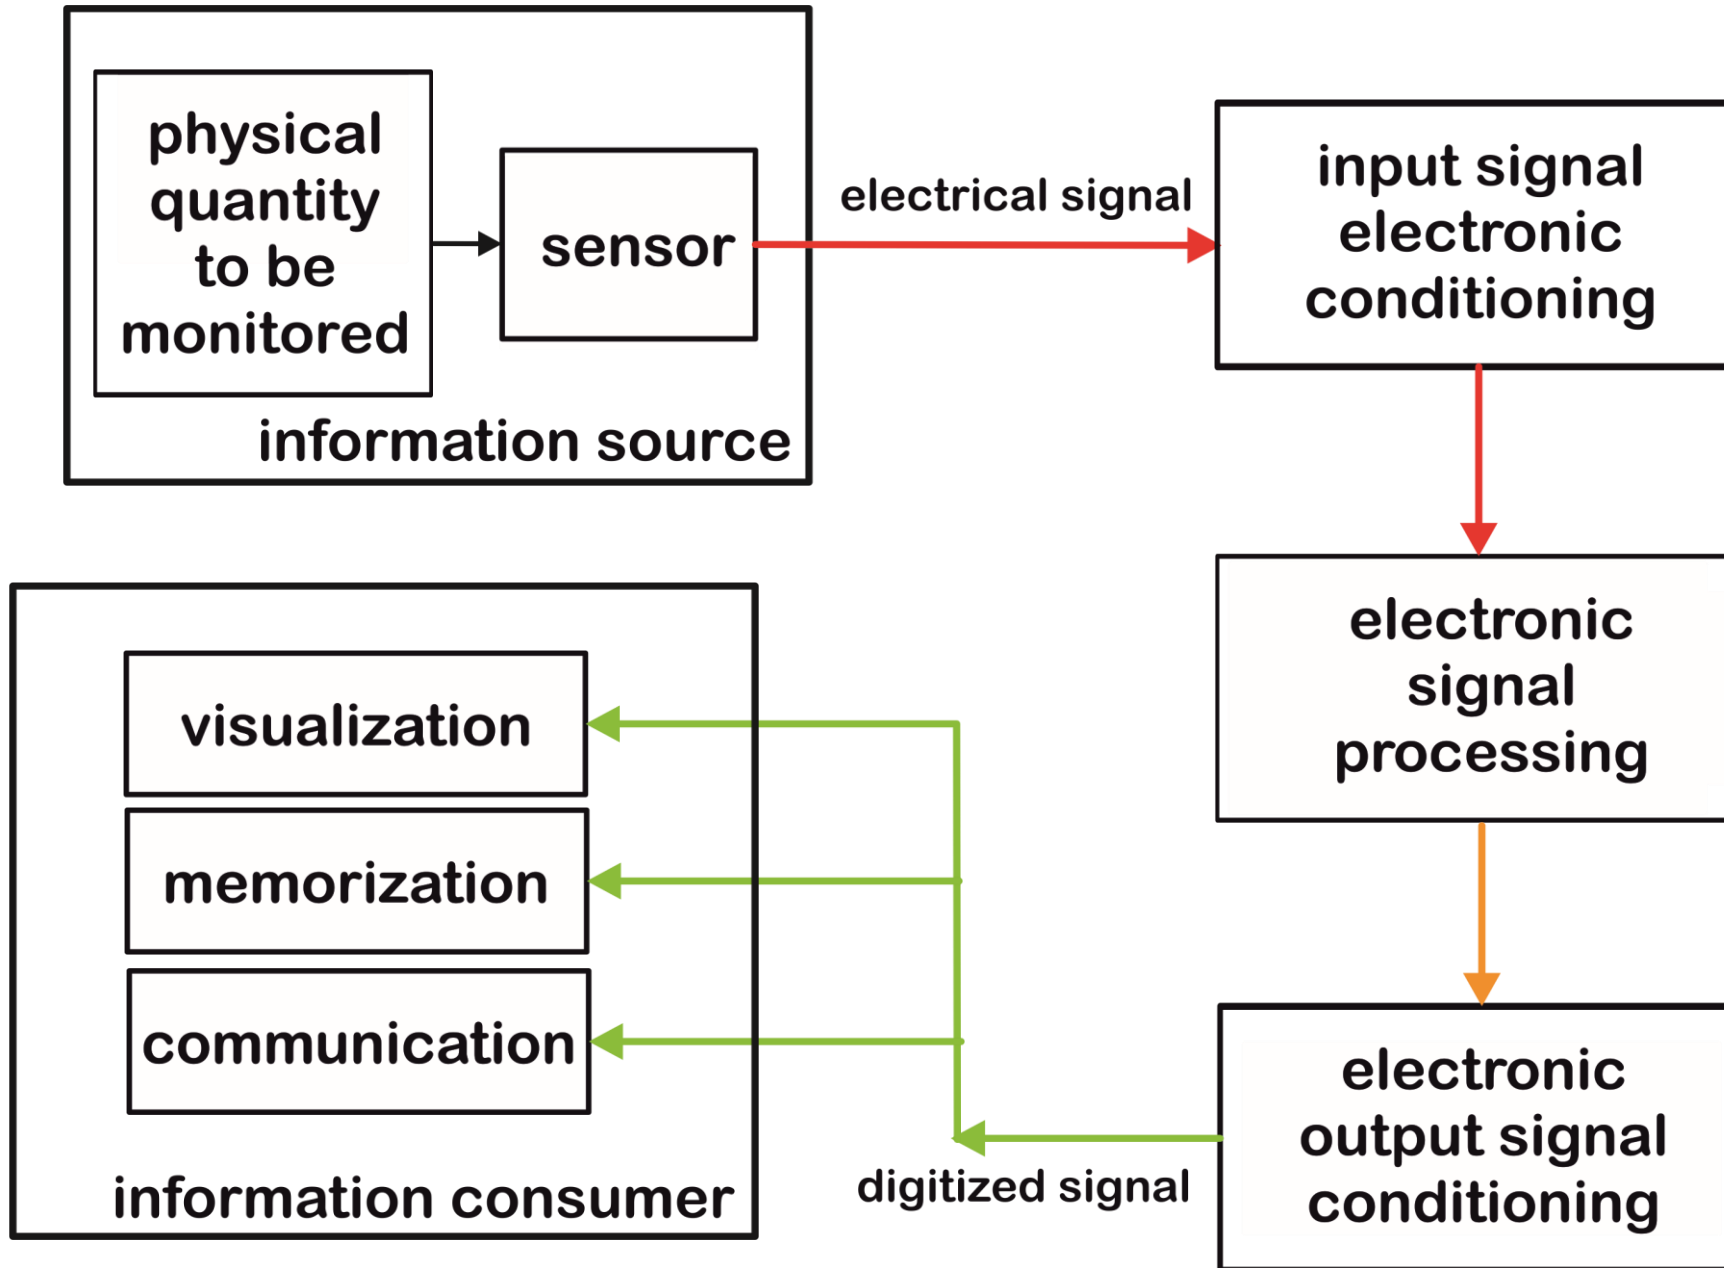 physical
quantity
to be
monitored
sensor
information source
electrical signal
input signal
electronic
conditioning
electronic
signal
processing
electronic
output signal
conditioning
digitized signal
visualization
memorization
communication
information consumer